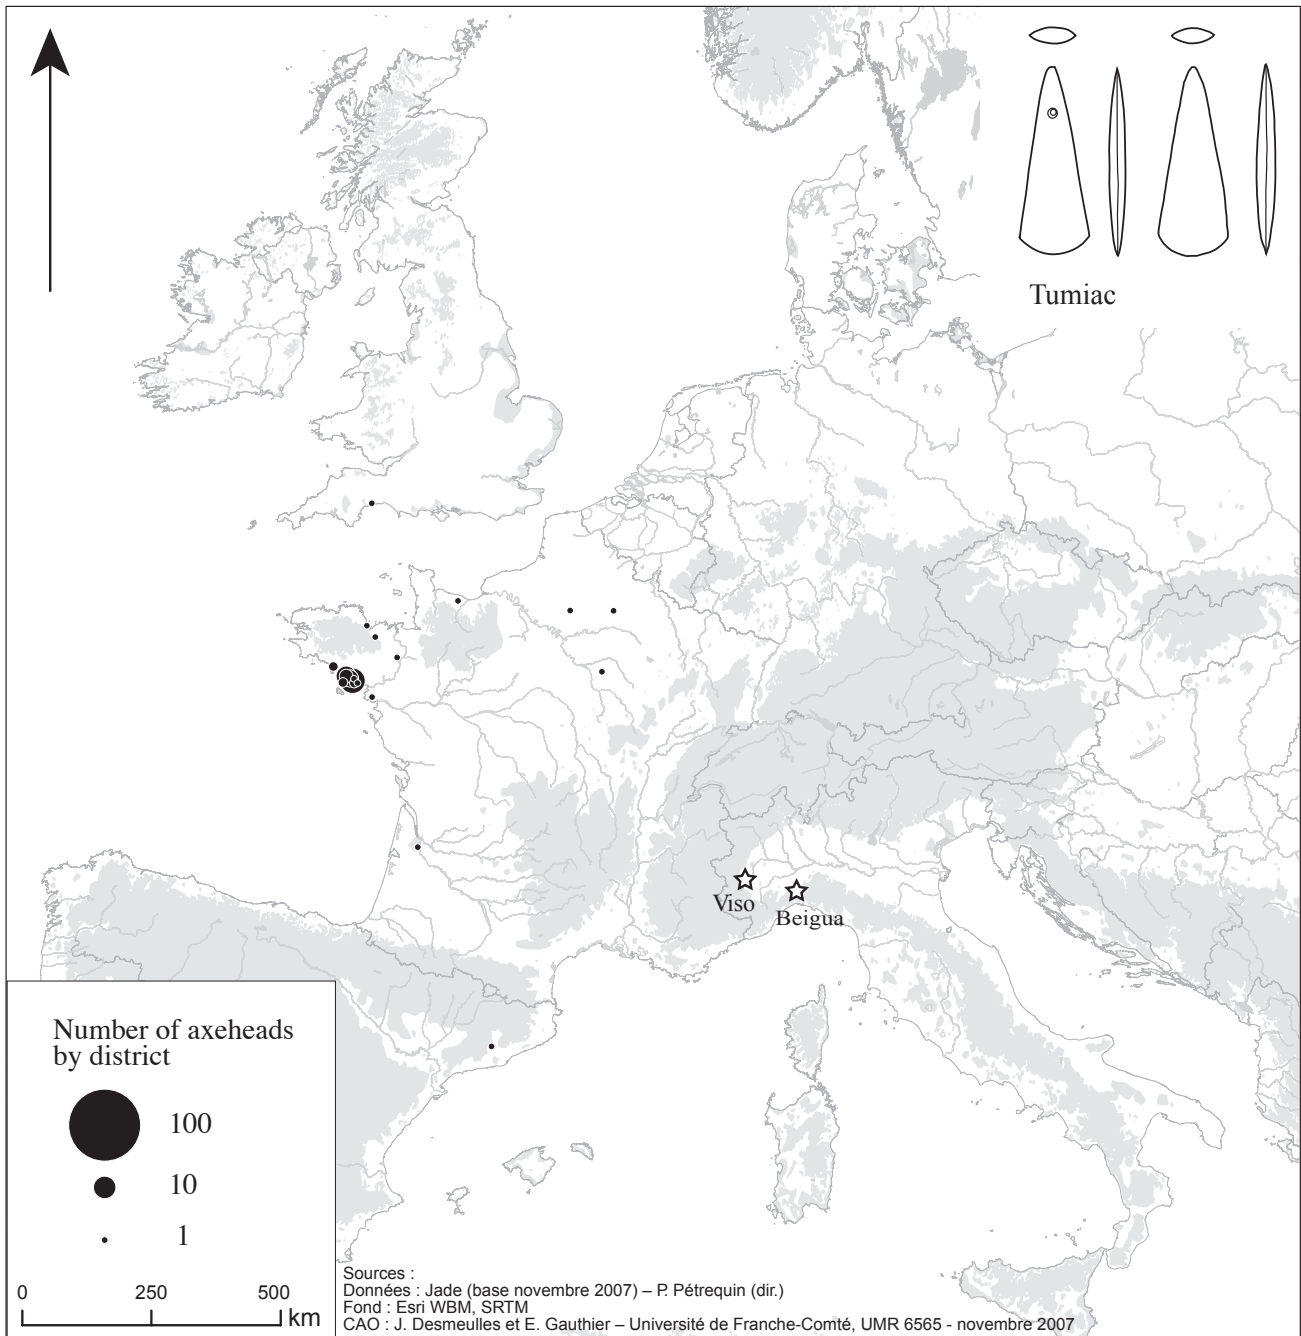 Tumiac
Viso
Beigua
Number of axeheads
by district
100
10
1
0 250 500
km
Sources :
Données : Jade (base novembre 2007) – P. Pétrequin (dir.)
Fond : Esri WBM, SRTM
CAO : J. Desmeulles et E. Gauthier – Université de Franche-Comté, UMR 6565 - novembre 2007